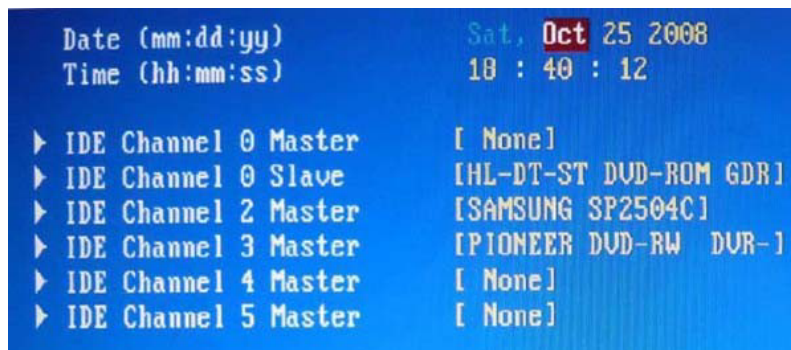 Date (mm:dd:yy) Sat, Oct 25 2008
Time (hh:mm:ss) 18 : 40 : 12
IDE Channel 0 Master [ None]
IDE Channel 0 Slave [HL-DT-ST DVD-ROM GDR]
IDE Channel 2 Master [SAMSUNG SP2504C]
IDE Channel 3 Master [PIONEER DVD-RW DVR-]
IDE Channel 4 Master [ None]
IDE Channel 5 Master [ None]